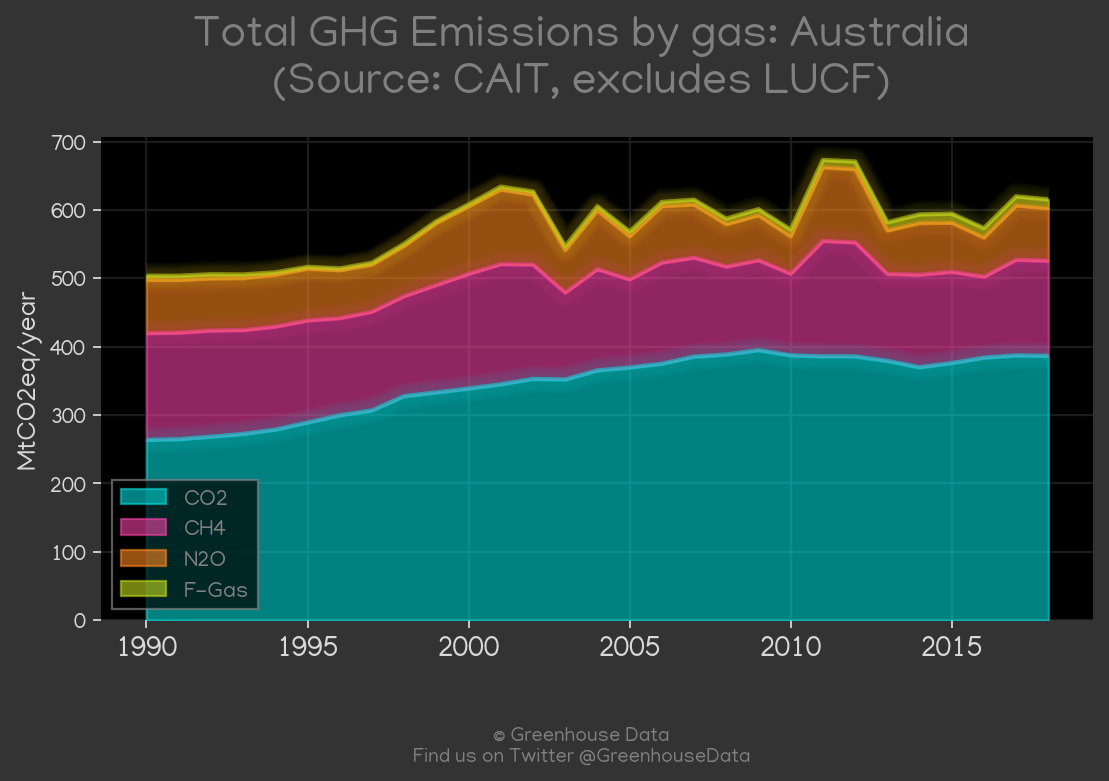 Total GHG Emissions by gas: Australia
(Source: CAIT, excludes LUCF)
MtCO2eq/year
700
600
500
400
300
200
100
0
CO2
CH4
N2O
F-Gas
1990 1995 2000 2005 2010 2015
© Greenhouse Data
Find us on Twitter @GreenhouseData